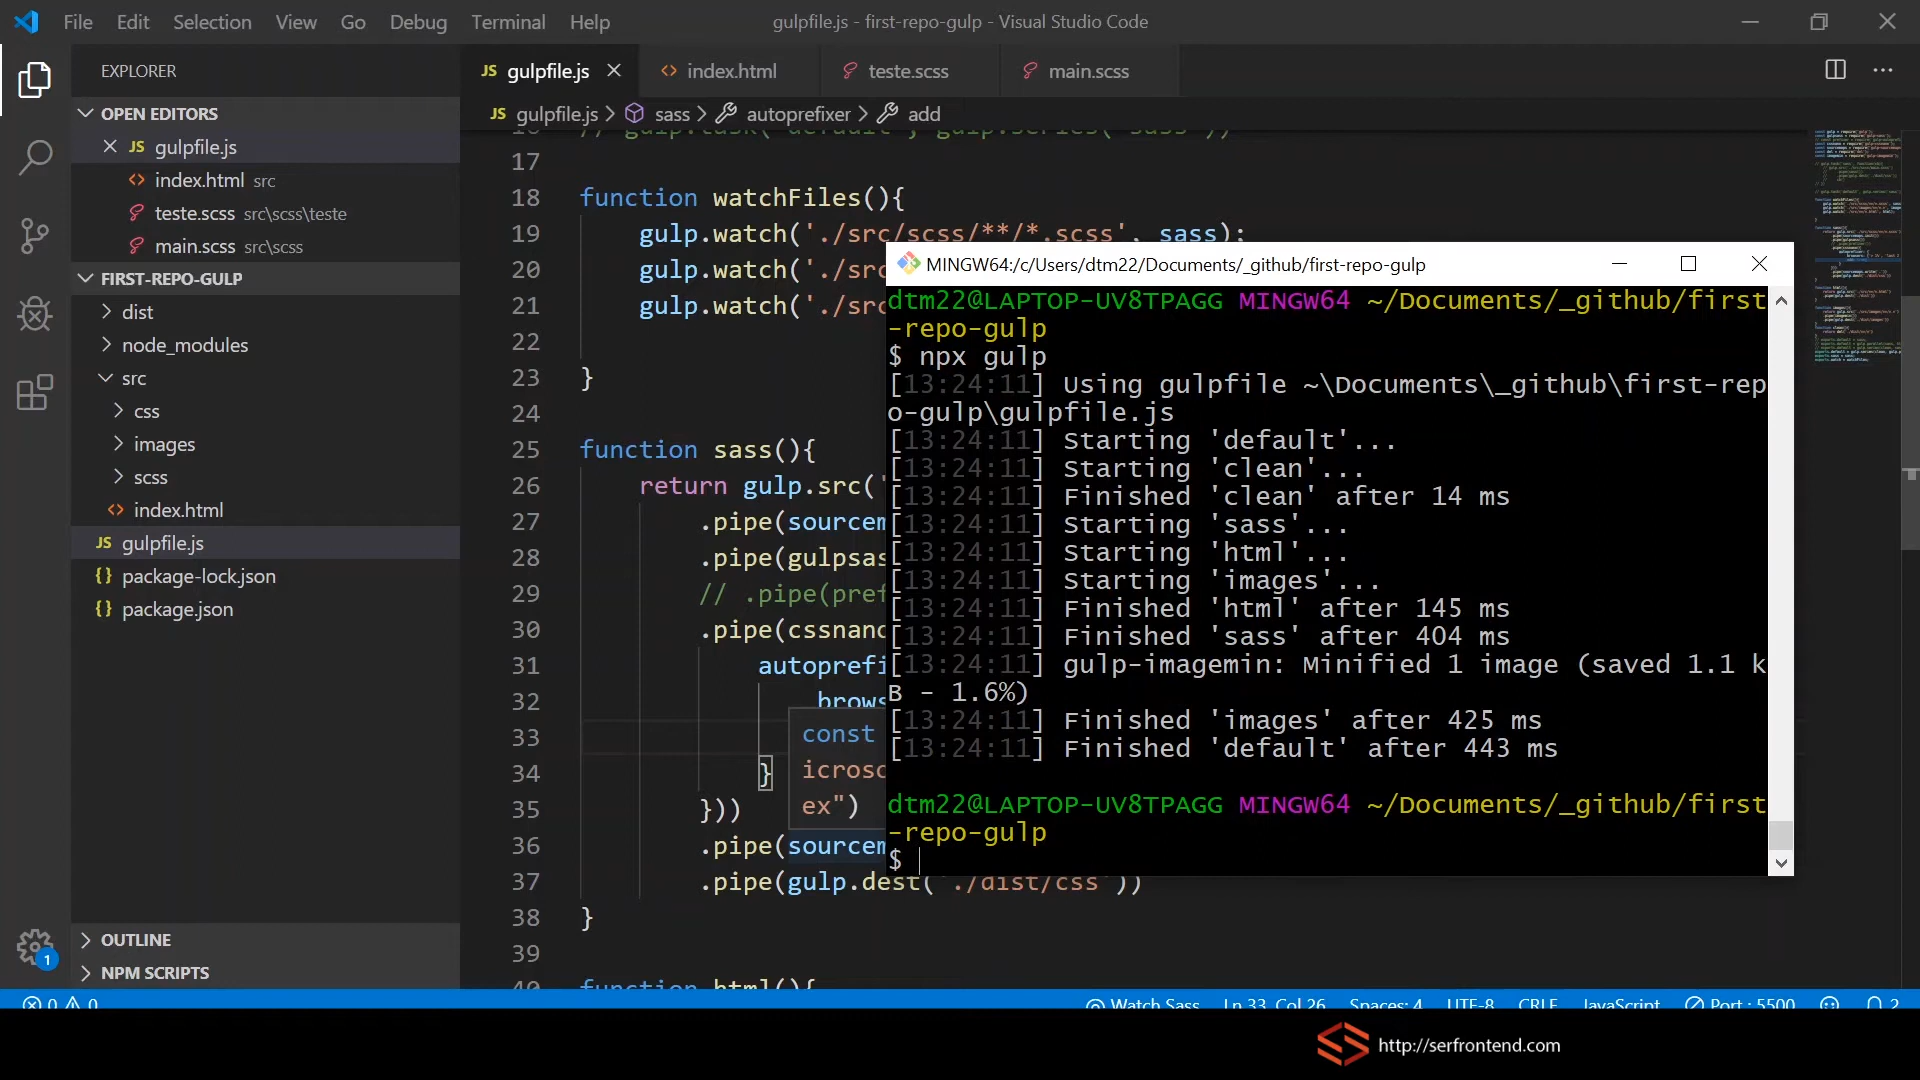 File Edit Selection View Go Debug Terminal Help
gulpfile.js - first-repo-gulp - Visual Studio Code
EXPLORER
OPEN EDITORS
JS gulpfile.js
index.html src
teste.scss src\scss\teste
main.scss src\scss
FIRST-REPO-GULP
dist
node_modules
src
css
images
scss
index.html
JS gulpfile.js
{} package-lock.json
{} package.json
OUTLINE
NPM SCRIPTS
1
JS gulpfile.js
index.html
teste.scss
main.scss
JS gulpfile.js > sass > autoprefixer > add
16 // gulp.task('default', gulp.series('sass'))
17
18 function watchFiles(){
19 gulp.watch('./src/scss/**/*.scss', sass);
20 gulp.watch('./src
21 gulp.watch('./src
22
23 }
24
25 function sass(){
26 return gulp.src('
27 .pipe(sourcem
28 .pipe(gulpsas
29 // .pipe(pref
30 .pipe(cssnano
31 autoprefi
32 brows
33
34 }
35 }))
36 .pipe(sourcem
37 .pipe(gulp.dest('./dist/css'))
38 }
39
40 function html(){
const
icrosc
ex")
MINGW64:/c/Users/dtm22/Documents/_github/first-repo-gulp
dtm22@LAPTOP-UV8TPAGG MINGW64 ~/Documents/_github/first
-repo-gulp
$ npx gulp
[13:24:11] Using gulpfile ~\Documents\_github\first-rep
o-gulp\gulpfile.js
[13:24:11] Starting 'default'...
[13:24:11] Starting 'clean'...
[13:24:11] Finished 'clean' after 14 ms
[13:24:11] Starting 'sass'...
[13:24:11] Starting 'html'...
[13:24:11] Starting 'images'...
[13:24:11] Finished 'html' after 145 ms
[13:24:11] Finished 'sass' after 404 ms
[13:24:11] gulp-imagemin: Minified 1 image (saved 1.1 k
B - 1.6%)
[13:24:11] Finished 'images' after 425 ms
[13:24:11] Finished 'default' after 443 ms
dtm22@LAPTOP-UV8TPAGG MINGW64 ~/Documents/_github/first
-repo-gulp
$
0 0
Watch Sass Ln 33, Col 26 Spaces: 4 UTF-8 CRLF JavaScript Port : 5500 2
http://serfrontend.com